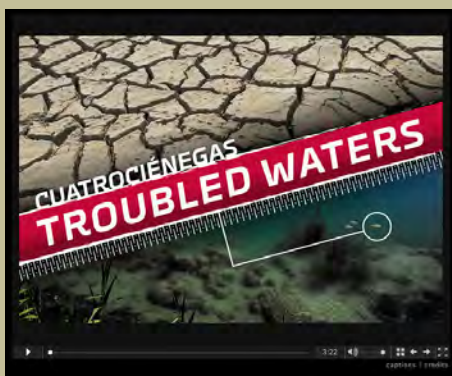 CUATROCIÉNEGAS
TROUBLED WATERS
3:22
captions | credits